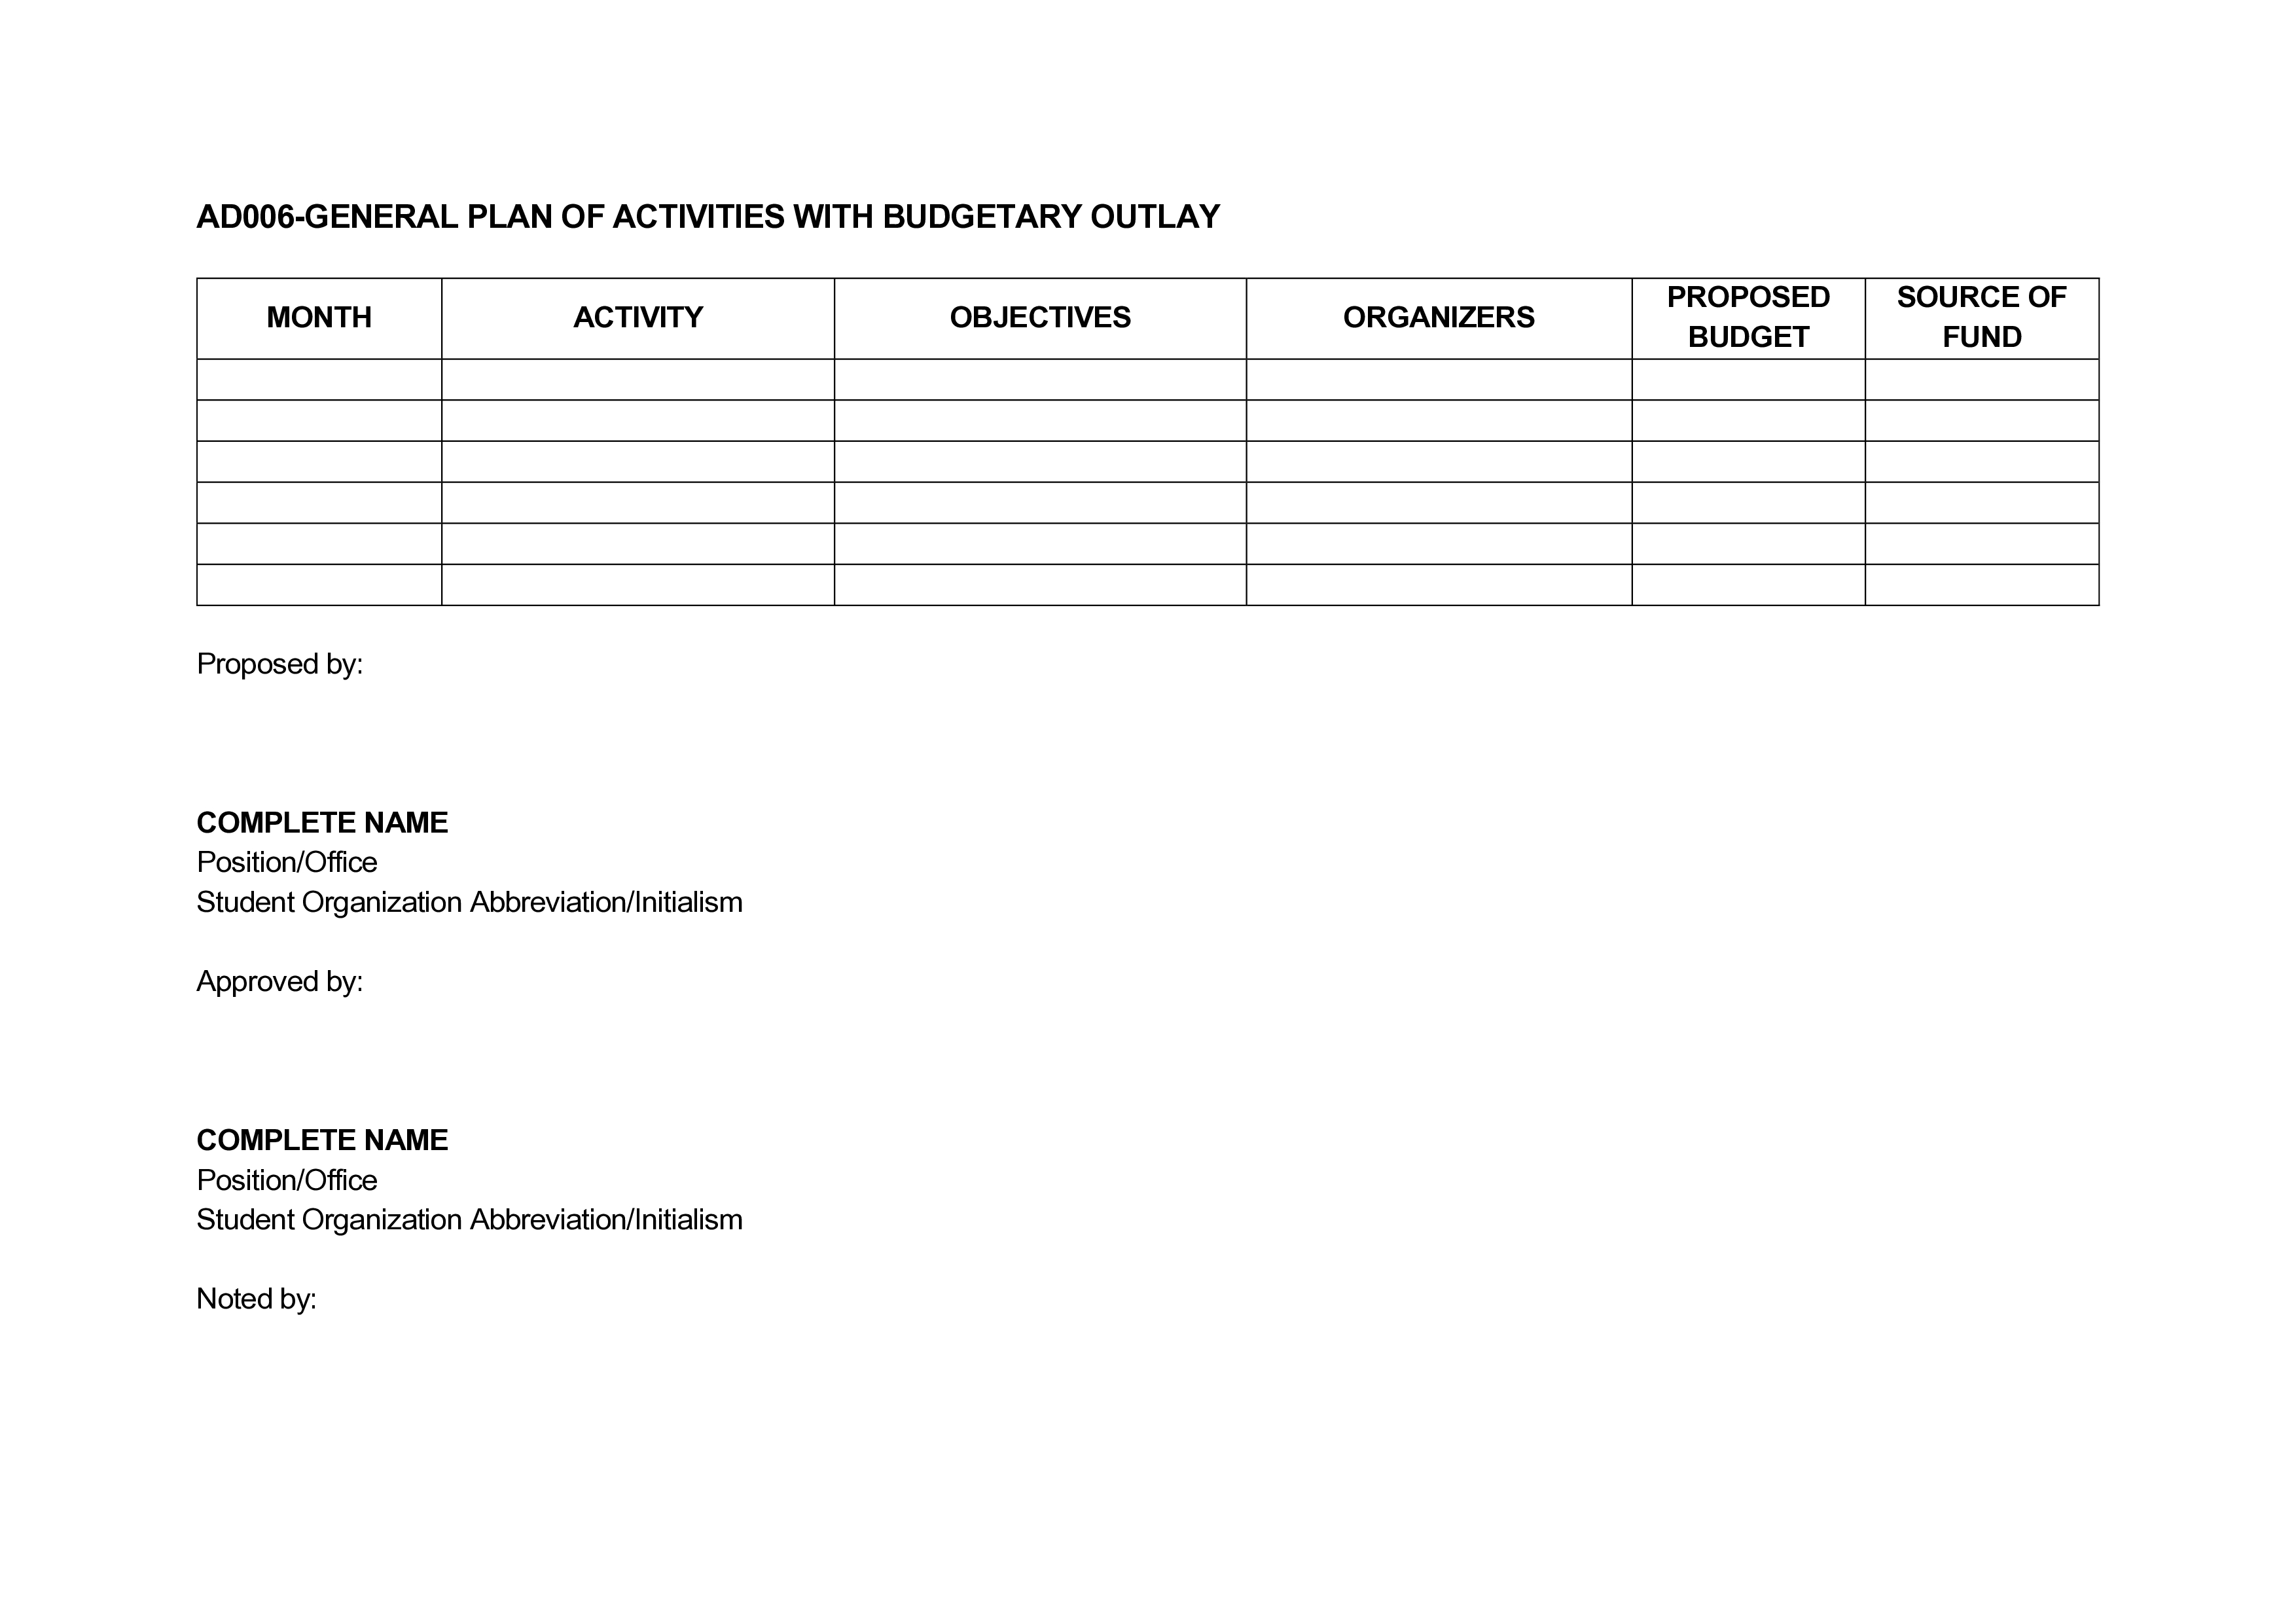 AD006-GENERAL PLAN OF ACTIVITIES WITH BUDGETARY OUTLAY
MONTH ACTIVITY OBJECTIVES ORGANIZERS PROPOSED BUDGET SOURCE OF FUND
Proposed by:
COMPLETE NAME
Position/Office
Student Organization Abbreviation/Initialism
Approved by:
COMPLETE NAME
Position/Office
Student Organization Abbreviation/Initialism
Noted by: